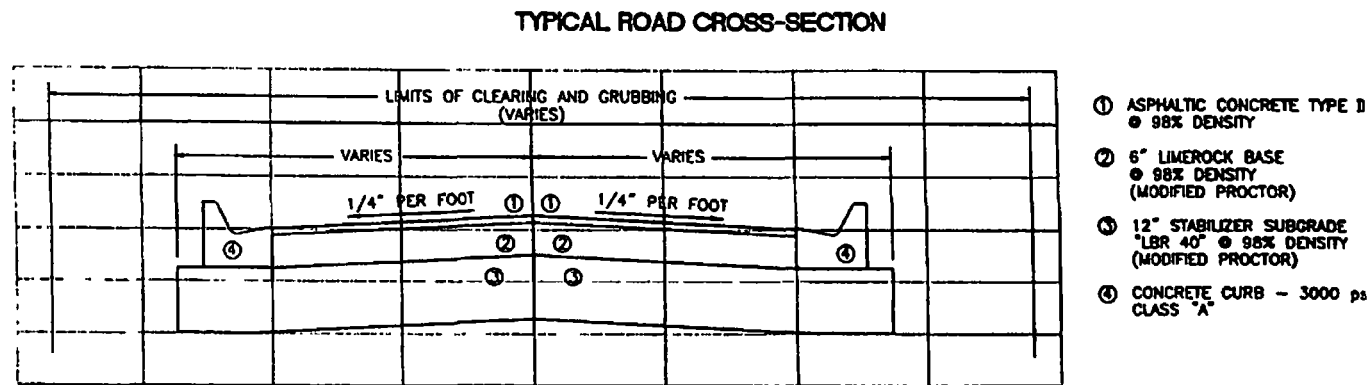 TYPICAL ROAD CROSS-SECTION
LIMITS OF CLEARING AND GRUBBING
(VARIES)
VARIES
VARIES
1/4" PER FOOT
① ①
1/4" PER FOOT
④
② ②
④
③ ③
① ASPHALTIC CONCRETE TYPE II
@ 98% DENSITY
② 6" LIMEROCK BASE
@ 98% DENSITY
(MODIFIED PROCTOR)
③ 12" STABILIZER SUBGRADE
"LBR 40" @ 98% DENSITY
(MODIFIED PROCTOR)
④ CONCRETE CURB - 3000 ps
CLASS "A"